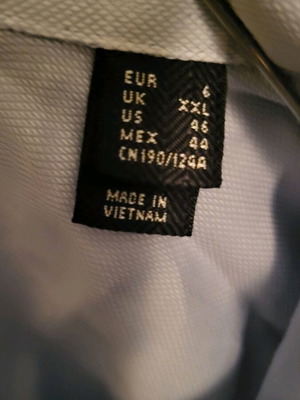 EUR 6
UK XXL
US 46
MEX 44
CN190/124A
MADE IN
VIETNAM